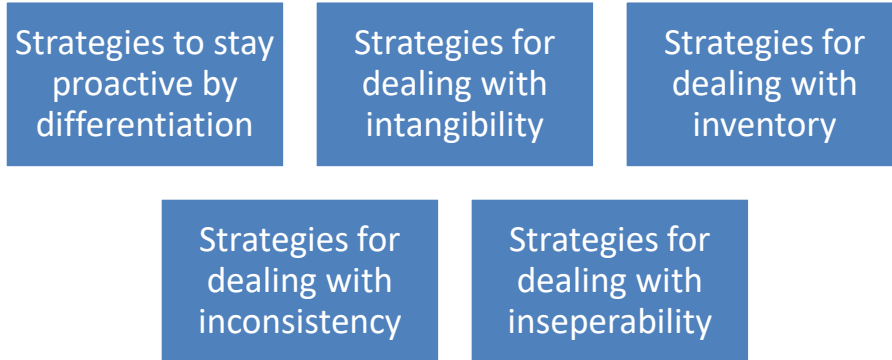 Strategies to stay
proactive by
differentiation
Strategies for
dealing with
intangibility
Strategies for
dealing with
inventory
Strategies for
dealing with
inconsistency
Strategies for
dealing with
inseperability